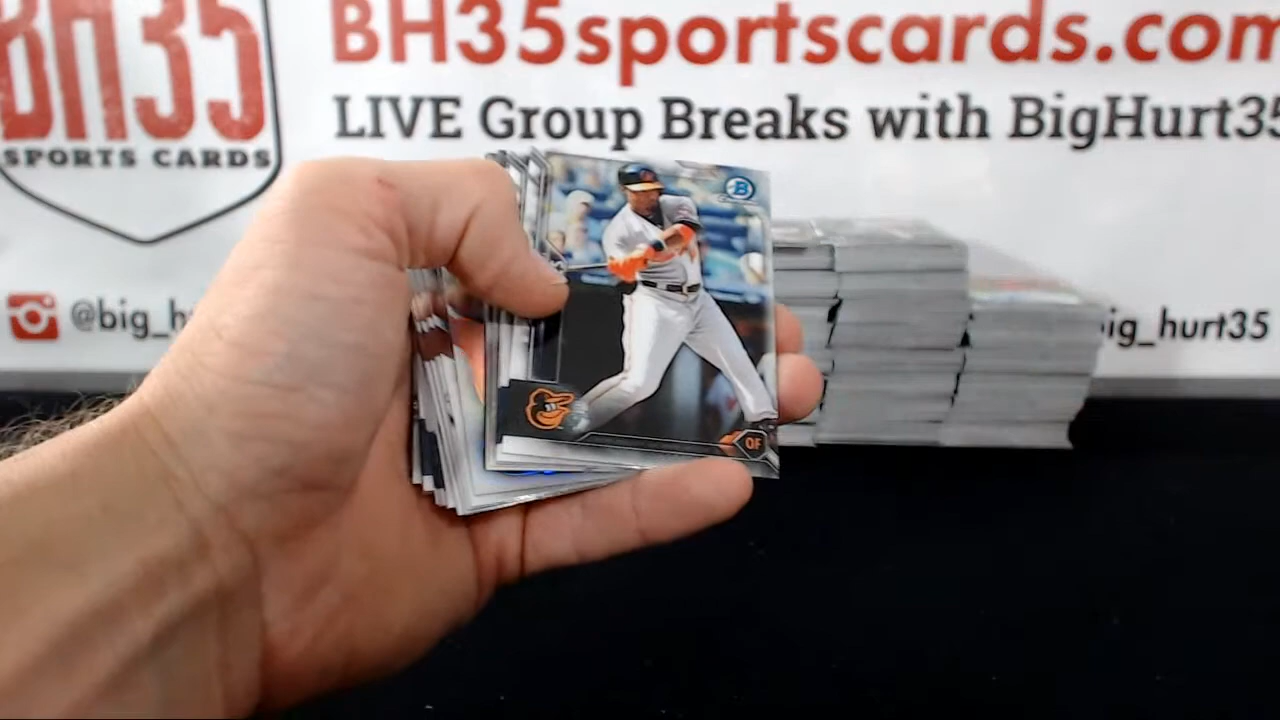 BH35
SPORTS CARDS
BH35sportscards.com
LIVE Group Breaks with BigHurt35
@big_h
ig_hurt35
B
OF